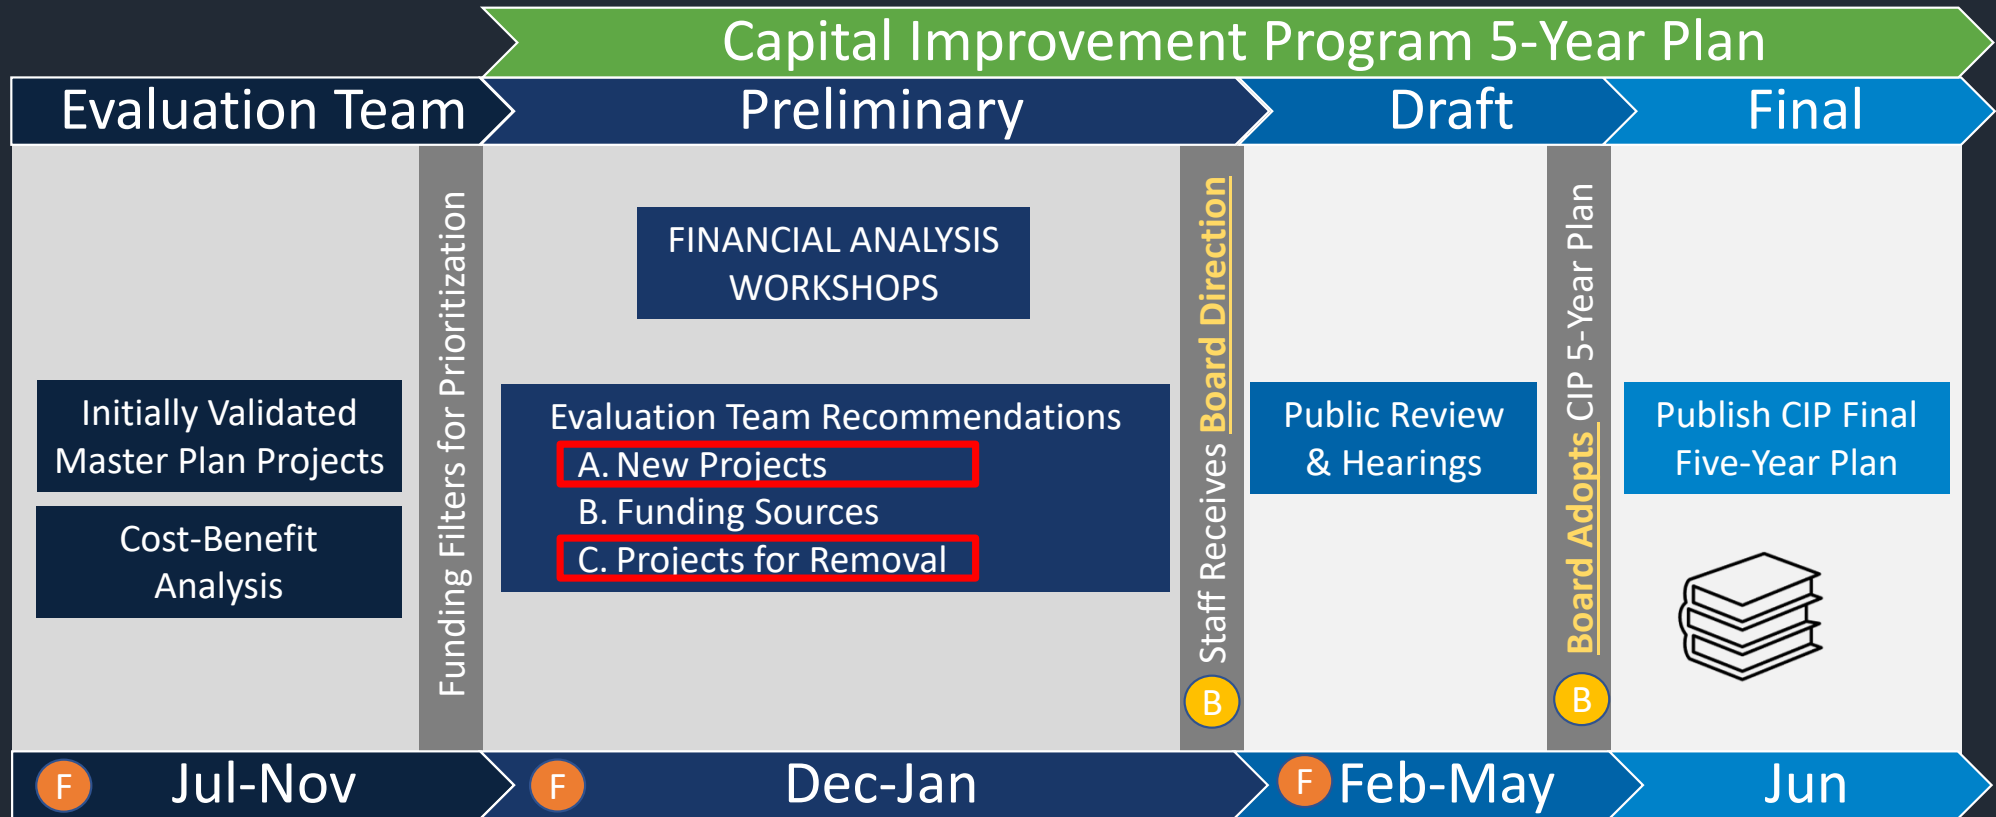 Capital Improvement Program 5-Year Plan
Evaluation Team
Preliminary
Draft
Final
Initially Validated
Master Plan Projects
Cost-Benefit
Analysis
Funding Filters for Prioritization
FINANCIAL ANALYSIS
WORKSHOPS
Evaluation Team Recommendations
A. New Projects
B. Funding Sources
C. Projects for Removal
Staff Receives Board Direction
B
Public Review
& Hearings
Board Adopts CIP 5-Year Plan
B
Publish CIP Final
Five-Year Plan
F
Jul-Nov
F
Dec-Jan
F
Feb-May
Jun